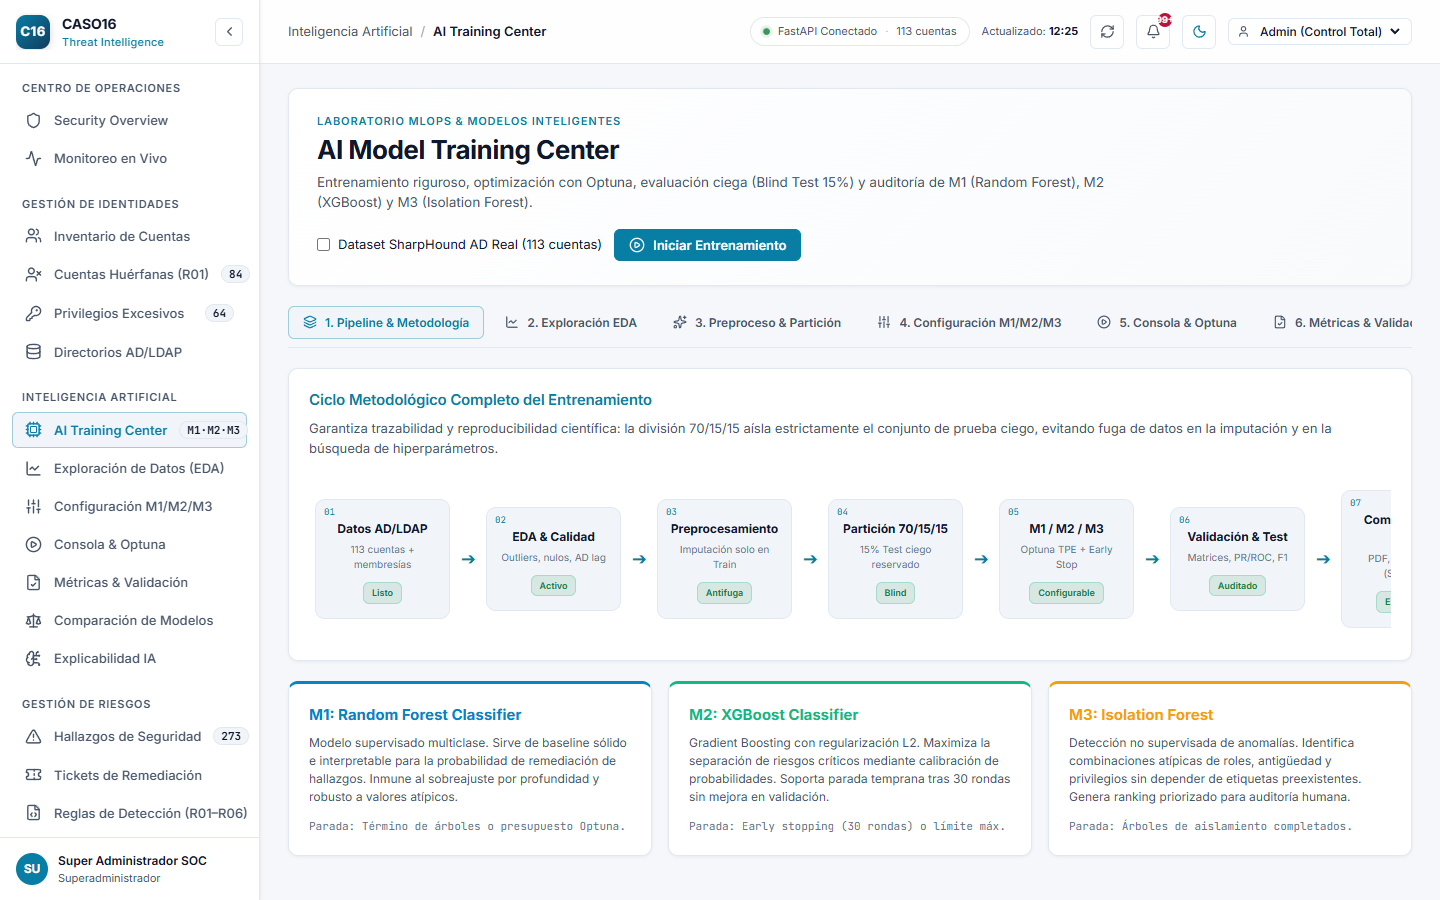 C16
CASO16
Threat Intelligence
Inteligencia Artificial / AI Training Center
FastAPI Conectado · 113 cuentas
Actualizado: 12:25
Admin (Control Total)
CENTRO DE OPERACIONES
Security Overview
Monitoreo en Vivo
GESTIÓN DE IDENTIDADES
Inventario de Cuentas
Cuentas Huérfanas (R01) 84
Privilegios Excesivos 64
Directorios AD/LDAP
INTELIGENCIA ARTIFICIAL
AI Training Center M1·M2·M3
Exploración de Datos (EDA)
Configuración M1/M2/M3
Consola & Optuna
Métricas & Validación
Comparación de Modelos
Explicabilidad IA
GESTIÓN DE RIESGOS
Hallazgos de Seguridad 273
Tickets de Remediación
Reglas de Detección (R01–R06)
SU
Super Administrador SOC
Superadministrador
LABORATORIO MLOPS & MODELOS INTELIGENTES
AI Model Training Center
Entrenamiento riguroso, optimización con Optuna, evaluación ciega (Blind Test 15%) y auditoría de M1 (Random Forest), M2
(XGBoost) y M3 (Isolation Forest).
Dataset SharpHound AD Real (113 cuentas)
Iniciar Entrenamiento
1. Pipeline & Metodología
2. Exploración EDA
3. Preproceso & Partición
4. Configuración M1/M2/M3
5. Consola & Optuna
6. Métricas & Validac
Ciclo Metodológico Completo del Entrenamiento
Garantiza trazabilidad y reproducibilidad científica: la división 70/15/15 aísla estrictamente el conjunto de prueba ciego, evitando fuga de datos en la imputación y en la
búsqueda de hiperparámetros.
01
Datos AD/LDAP
113 cuentas +
membresías
Listo
02
EDA & Calidad
Outliers, nulos, AD lag
Activo
03
Preprocesamiento
Imputación solo en
Train
Antifuga
04
Partición 70/15/15
15% Test ciego
reservado
Blind
05
M1 / M2 / M3
Optuna TPE + Early
Stop
Configurable
06
Validación & Test
Matrices, PR/ROC, F1
Auditado
07
Com
PDF,
(S
E
M1: Random Forest Classifier
Modelo supervisado multiclase. Sirve de baseline sólido
e interpretable para la probabilidad de remediación de
hallazgos. Inmune al sobreajuste por profundidad y
robusto a valores atípicos.
Parada: Término de árboles o presupuesto Optuna.
M2: XGBoost Classifier
Gradient Boosting con regularización L2. Maximiza la
separación de riesgos críticos mediante calibración de
probabilidades. Soporta parada temprana tras 30 rondas
sin mejora en validación.
Parada: Early stopping (30 rondas) o límite máx.
M3: Isolation Forest
Detección no supervisada de anomalías. Identifica
combinaciones atípicas de roles, antigüedad y
privilegios sin depender de etiquetas preexistentes.
Genera ranking priorizado para auditoría humana.
Parada: Árboles de aislamiento completados.